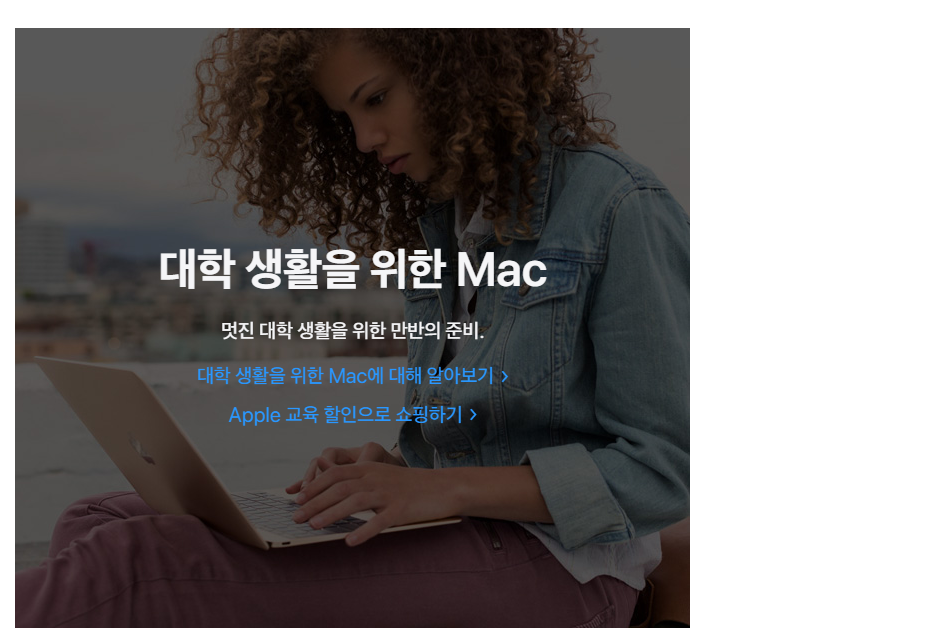 대학 생활을 위한 Mac
멋진 대학 생활을 위한 만반의 준비.
대학 생활을 위한 Mac에 대해 알아보기 >
Apple 교육 할인으로 쇼핑하기 >